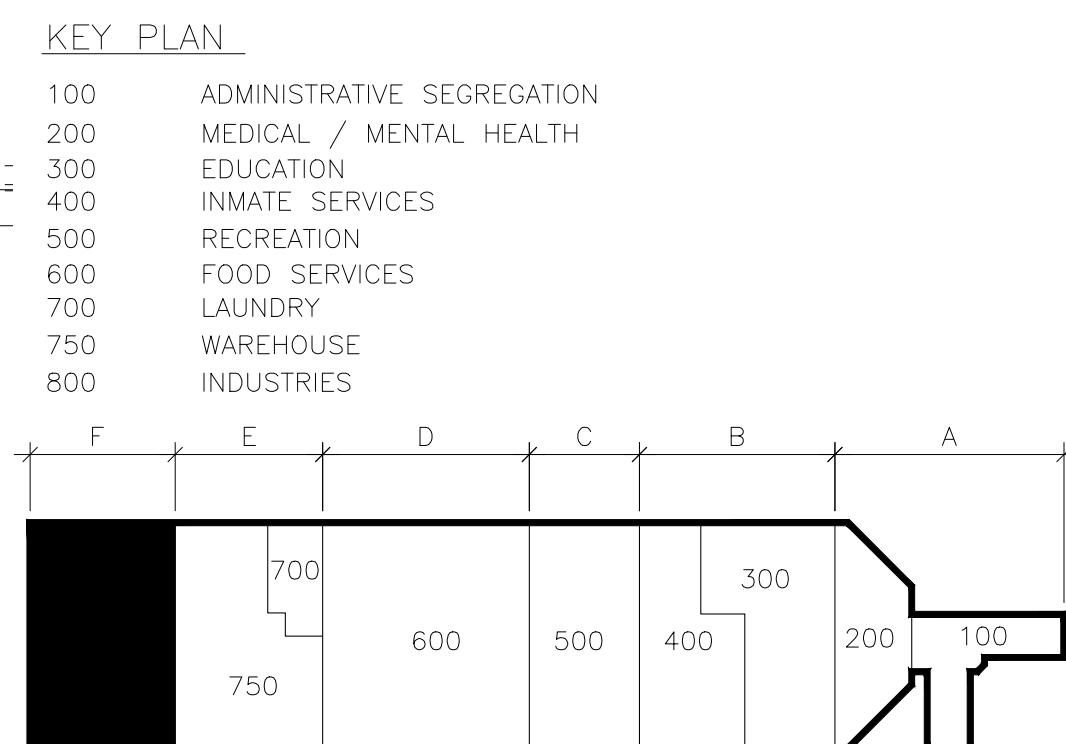 KEY PLAN
100 ADMINISTRATIVE SEGREGATION
200 MEDICAL / MENTAL HEALTH
300 EDUCATION
400 INMATE SERVICES
500 RECREATION
600 FOOD SERVICES
700 LAUNDRY
750 WAREHOUSE
800 INDUSTRIES
F E D C B A
700
300
600 500 400 200 100
750